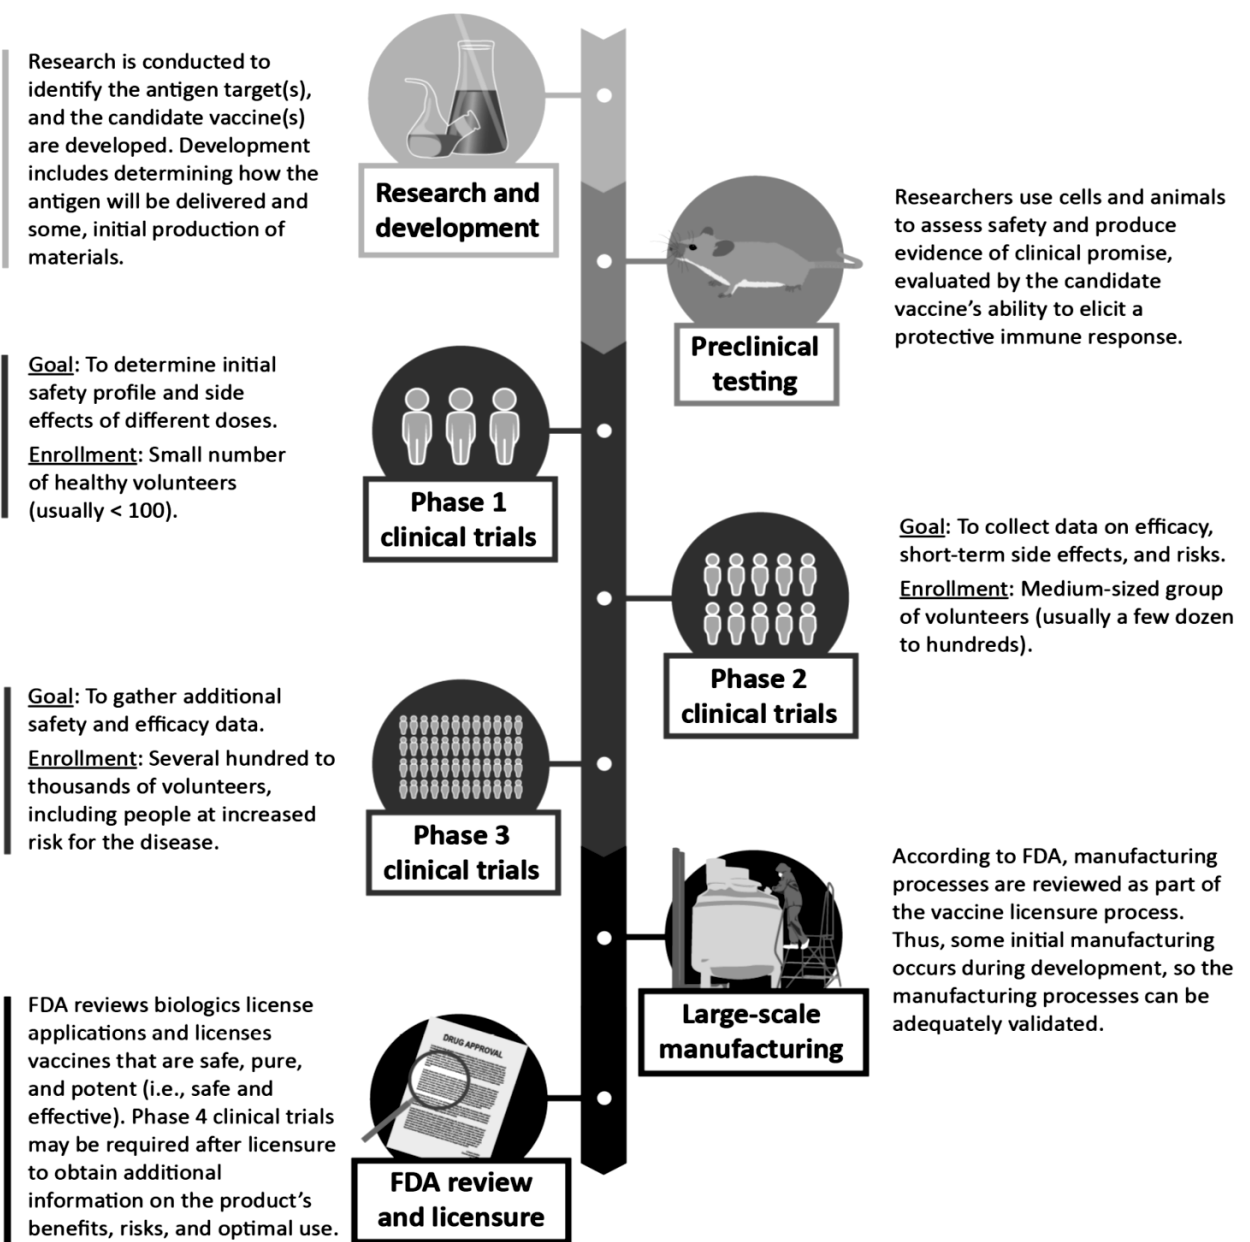 Research is conducted to
identify the antigen target(s),
and the candidate vaccine(s)
are developed. Development
includes determining how the
antigen will be delivered and
some, initial production of
materials.
Research and
development
Researchers use cells and animals
to assess safety and produce
evidence of clinical promise,
evaluated by the candidate
vaccine’s ability to elicit a
protective immune response.
Preclinical
testing
Goal: To determine initial
safety profile and side
effects of different doses.
Enrollment: Small number
of healthy volunteers
(usually < 100).
Phase 1
clinical trials
Goal: To collect data on efficacy,
short-term side effects, and risks.
Enrollment: Medium-sized group
of volunteers (usually a few dozen
to hundreds).
Phase 2
clinical trials
Goal: To gather additional
safety and efficacy data.
Enrollment: Several hundred to
thousands of volunteers,
including people at increased
risk for the disease.
Phase 3
clinical trials
According to FDA, manufacturing
processes are reviewed as part of
the vaccine licensure process.
Thus, some initial manufacturing
occurs during development, so the
manufacturing processes can be
adequately validated.
Large-scale
manufacturing
FDA reviews biologics license
applications and licenses
vaccines that are safe, pure,
and potent (i.e., safe and
effective). Phase 4 clinical trials
may be required after licensure
to obtain additional
information on the product’s
benefits, risks, and optimal use.
DRUG APPROVAL
FDA review
and licensure